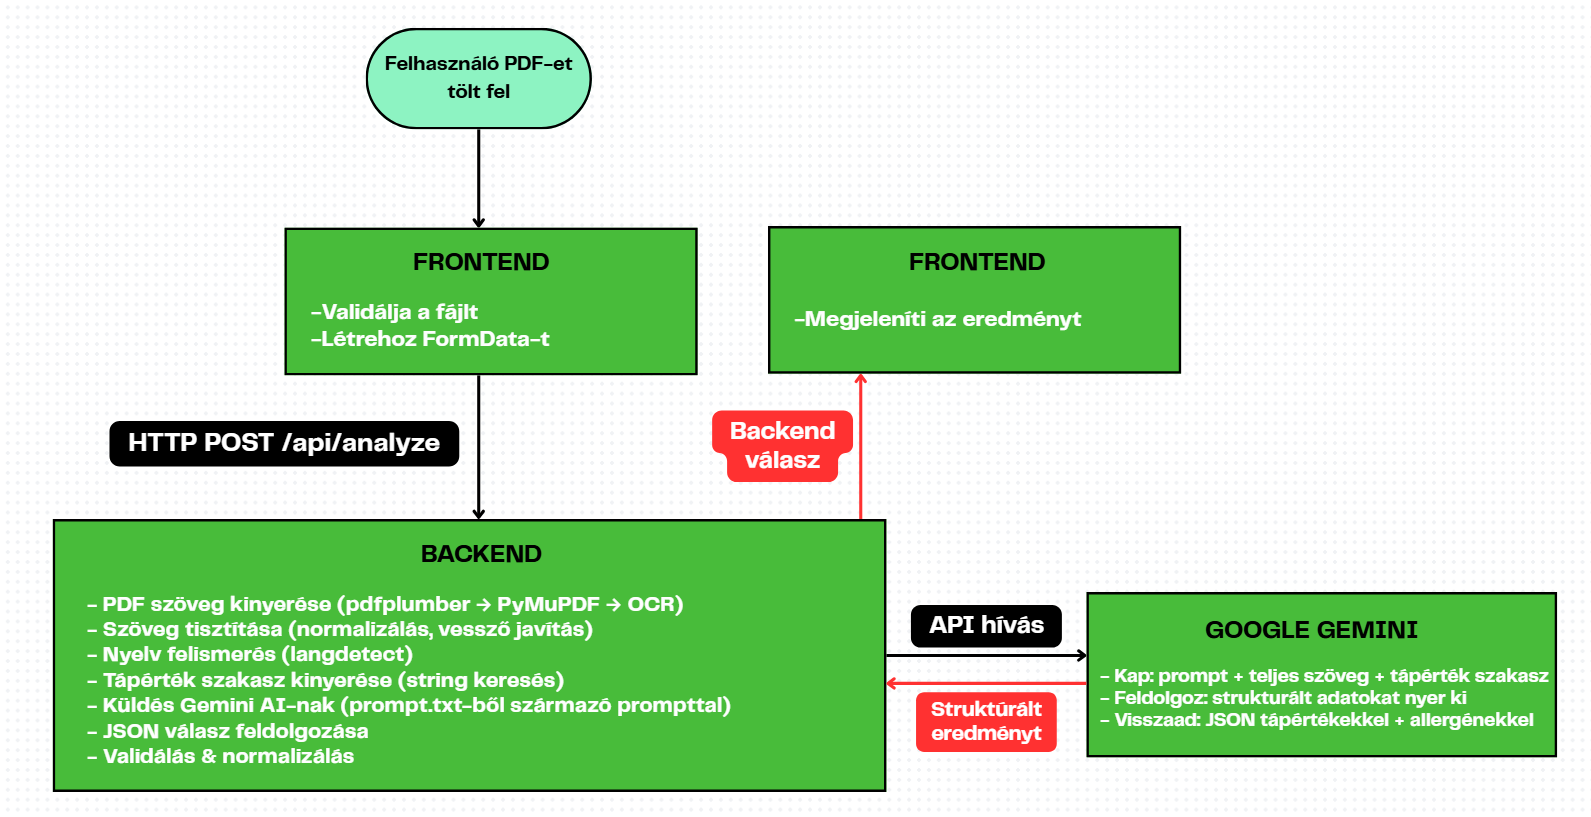 Felhasználó PDF-et
tölt fel
FRONTEND
-Validálja a fájlt
-Létrehoz FormData-t
FRONTEND
-Megjeleníti az eredményt
HTTP POST /api/analyze
Backend
válasz
BACKEND
- PDF szöveg kinyerése (pdfplumber → PyMuPDF → OCR)
- Szöveg tisztítása (normalizálás, vessző javítás)
- Nyelv felismerés (langdetect)
- Tápérték szakasz kinyerése (string keresés)
- Küldés Gemini AI-nak (prompt.txt-ből származó prompttal)
- JSON válasz feldolgozása
- Validálás & normalizálás
API hívás
Struktúrált
eredményt
GOOGLE GEMINI
- Kap: prompt + teljes szöveg + tápérték szakasz
- Feldolgoz: strukturált adatokat nyer ki
- Visszaad: JSON tápértékekkel + allergénekkel